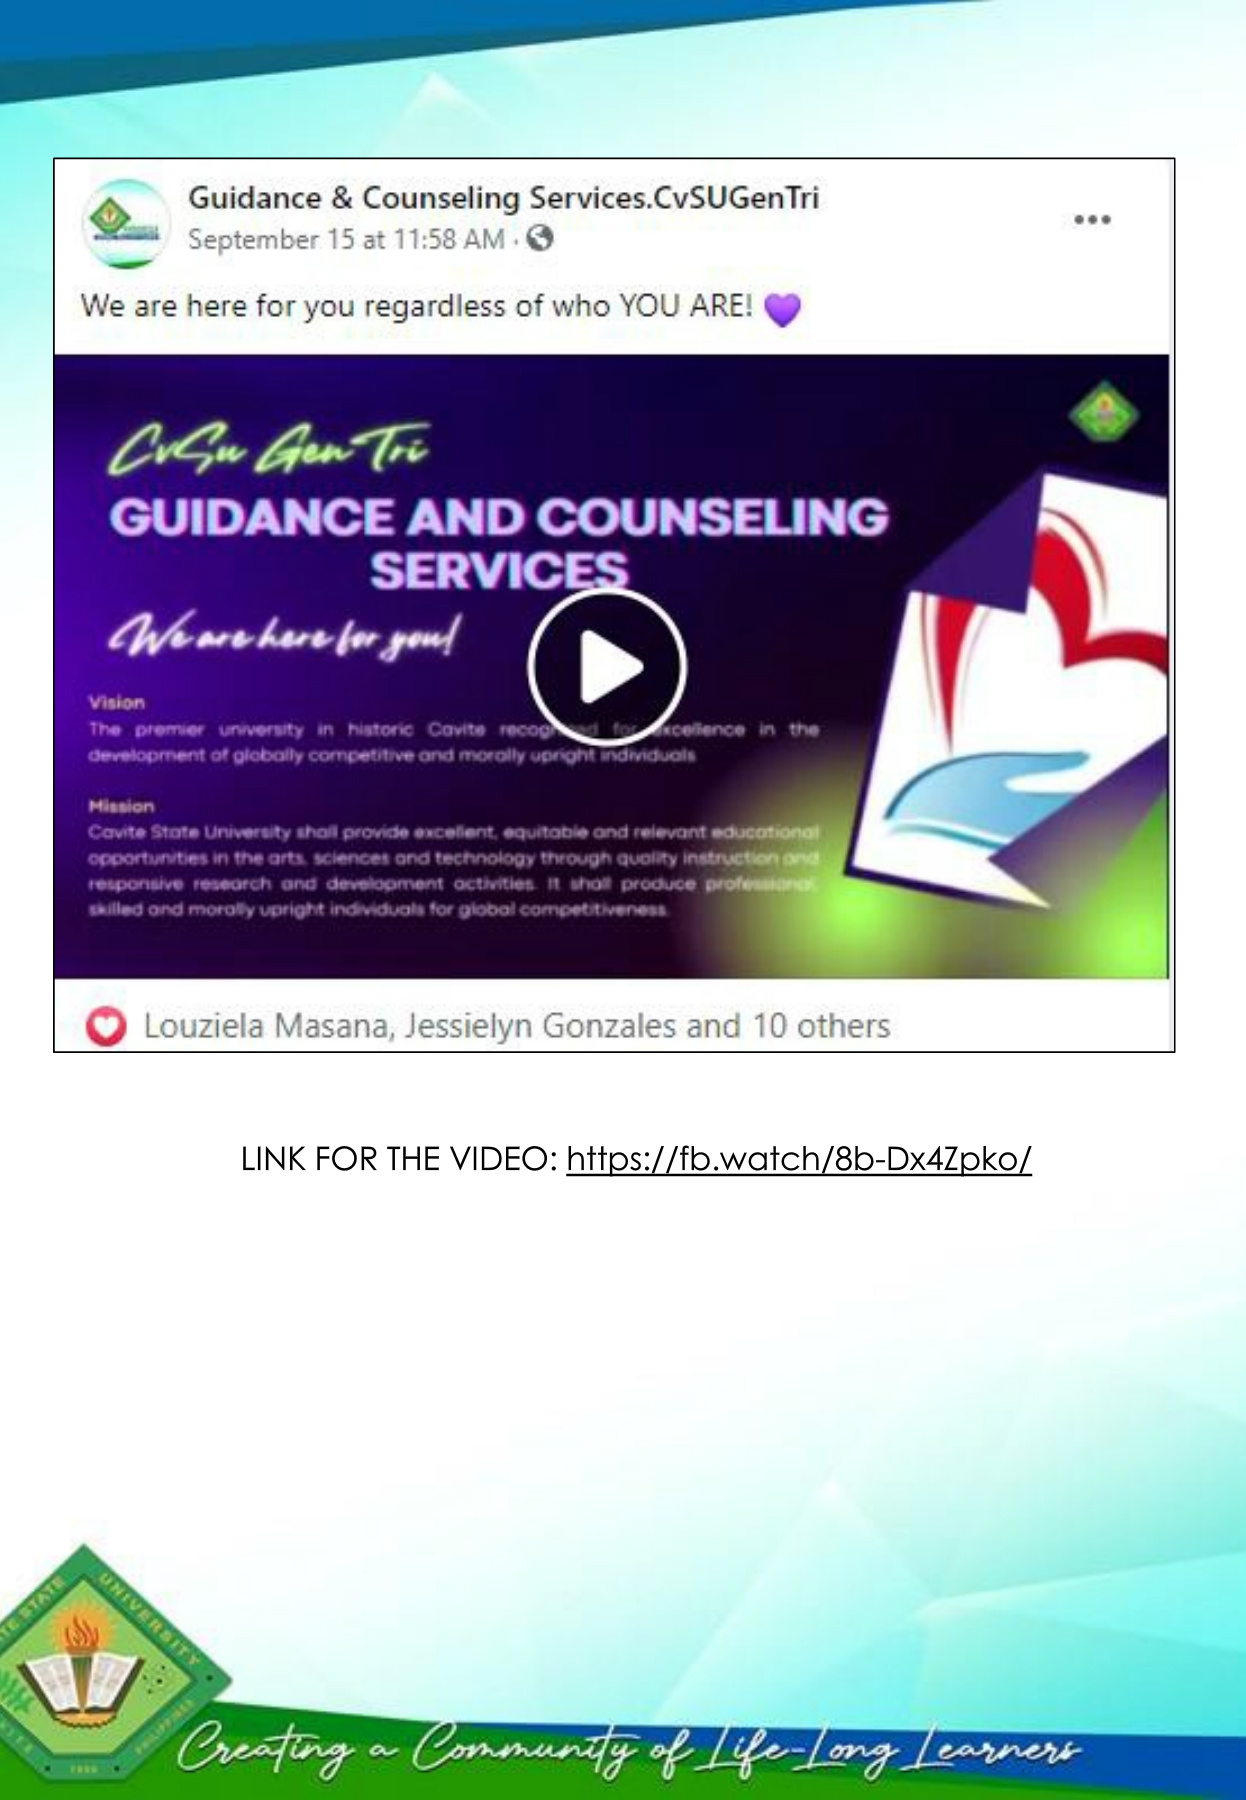 Guidance & Counseling Services.CvSUGenTri
September 15 at 11:58 AM ·
We are here for you regardless of who YOU ARE! 💜
CvSu Gen Tri
GUIDANCE AND COUNSELING
SERVICES
We are here for you!
Vision
The premier university in historic Cavite recognized for excellence in the
development of globally competitive and morally upright individuals
Mission
Cavite State University shall provide excellent, equitable and relevant educational
opportunities in the arts, sciences and technology through quality instruction and
responsive research and development activities. It shall produce professional,
skilled and morally upright individuals for global competitiveness.
Louziela Masana, Jessielyn Gonzales and 10 others
LINK FOR THE VIDEO: https://fb.watch/8b-Dx4Zpko/
STATE UNIVERSITY
PHILIPPINES
Creating a Community of Life-Long Learners